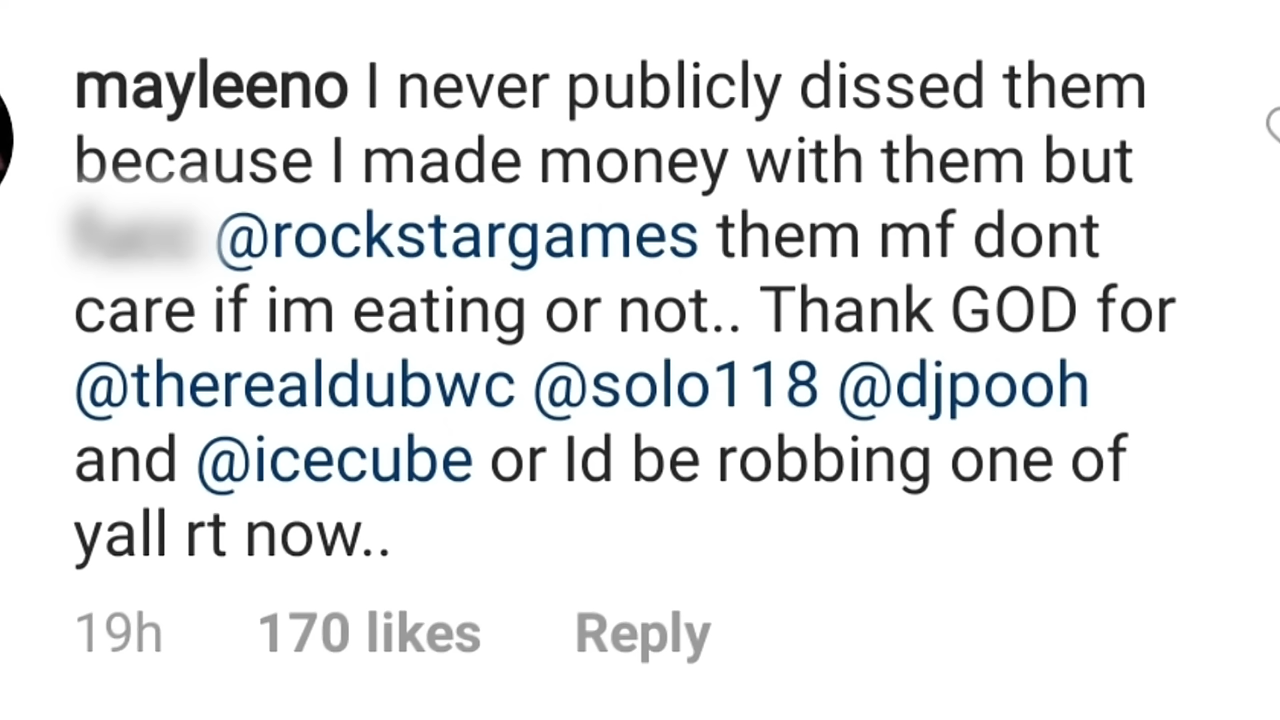 mayleeno I never publicly dissed them
because I made money with them but
@rockstargames them mf dont
care if im eating or not.. Thank GOD for
@therealdubwc @solo118 @djpooh
and @icecube or Id be robbing one of
yall rt now..
19h 170 likes Reply